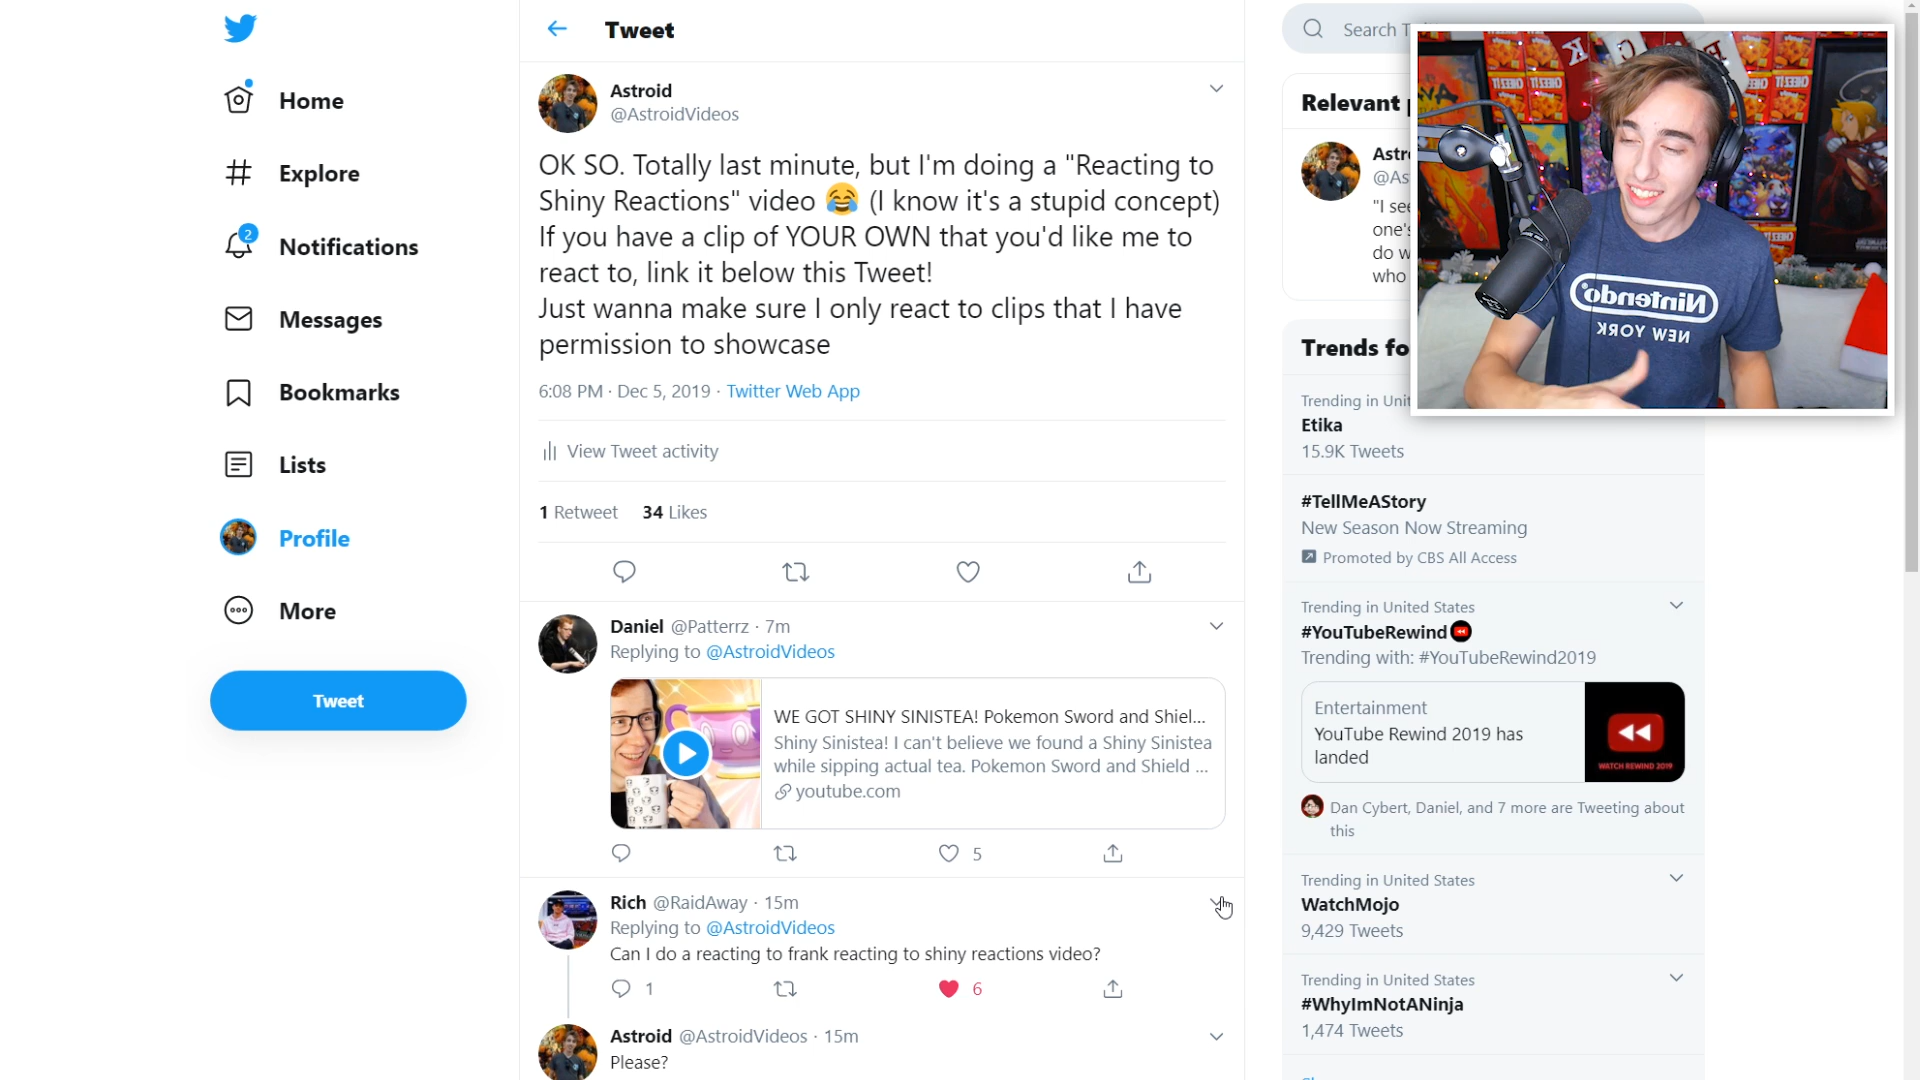 Home
Explore
2
Notifications
Messages
Bookmarks
Lists
Profile
More
Tweet
Tweet
Astroid
@AstroidVideos
OK SO. Totally last minute, but I'm doing a "Reacting to
Shiny Reactions" video 😂 (I know it's a stupid concept)
If you have a clip of YOUR OWN that you'd like me to
react to, link it below this Tweet!
Just wanna make sure I only react to clips that I have
permission to showcase
6:08 PM · Dec 5, 2019 · Twitter Web App
View Tweet activity
1 Retweet 34 Likes
Daniel @Patterrz · 7m
Replying to @AstroidVideos
WE GOT SHINY SINISTEA! Pokemon Sword and Shiel...
Shiny Sinistea! I can't believe we found a Shiny Sinistea
while sipping actual tea. Pokemon Sword and Shield ...
youtube.com
5
Rich @RaidAway · 15m
Replying to @AstroidVideos
Can I do a reacting to frank reacting to shiny reactions video?
1 6
Astroid @AstroidVideos · 15m
Please?
Search
Relevant
Astr
@As
"I see
one's
do w
who
Nintendo
NEW YORK
CHEEZ IT
Trends fo
Trending in Unit
Etika
15.9K Tweets
#TellMeAStory
New Season Now Streaming
Promoted by CBS All Access
Trending in United States
#YouTubeRewind
Trending with: #YouTubeRewind2019
Entertainment
YouTube Rewind 2019 has
landed
WATCH REWIND 2019
Dan Cybert, Daniel, and 7 more are Tweeting about
this
Trending in United States
WatchMojo
9,429 Tweets
Trending in United States
#WhyImNotANinja
1,474 Tweets